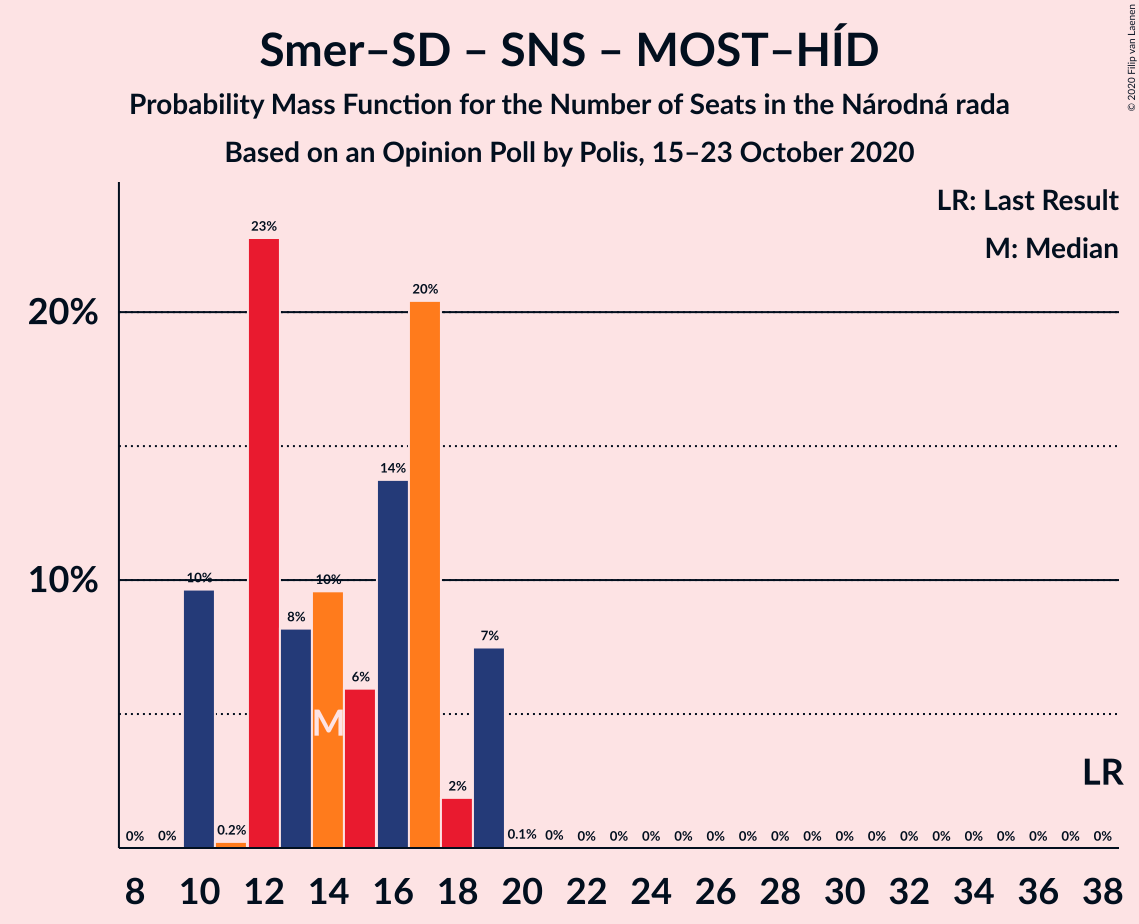 Smer–SD – SNS – MOST–HÍD
Probability Mass Function for the Number of Seats in the Národná rada
Based on an Opinion Poll by Polis, 15–23 October 2020
© 2020 Filip van Laenen
LR: Last Result
M: Median
20%
10%
0% 0% 10% 0.2% 23% 8% 10% 6% 14% 20% 2% 7% 0.1% 0% 0% 0% 0% 0% 0% 0% 0% 0% 0% 0% 0% 0% 0% 0% 0% 0% 0%
M
LR
8 10 12 14 16 18 20 22 24 26 28 30 32 34 36 38